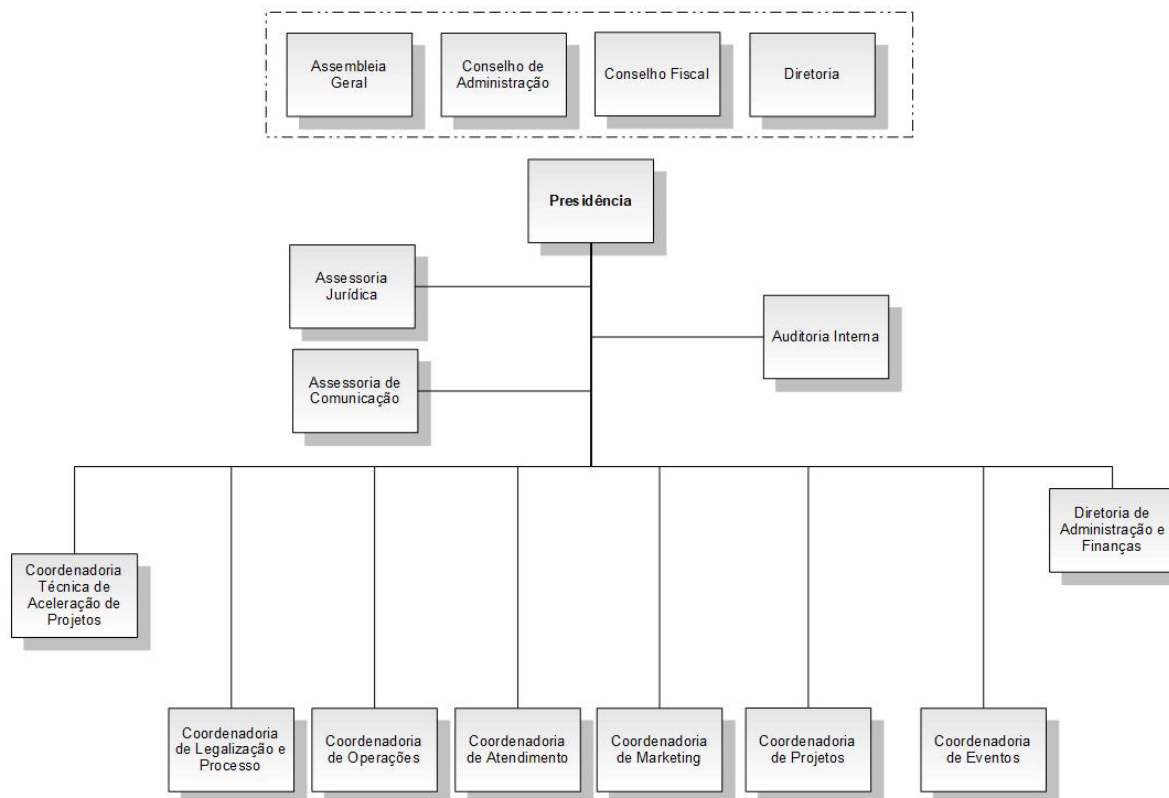 Assembleia
Geral
Conselho de
Administração
Conselho Fiscal
Diretoria
Presidência
Assessoria
Jurídica
Auditoria Interna
Assessoria de
Comunicação
Diretoria de
Administração e
Finanças
Coordenadoria
Técnica de
Aceleração de
Projetos
Coordenadoria
de Legalização e
Processo
Coordenadoria
de Operações
Coordenadoria
de Atendimento
Coordenadoria
de Marketing
Coordenadoria
de Projetos
Coordenadoria
de Eventos